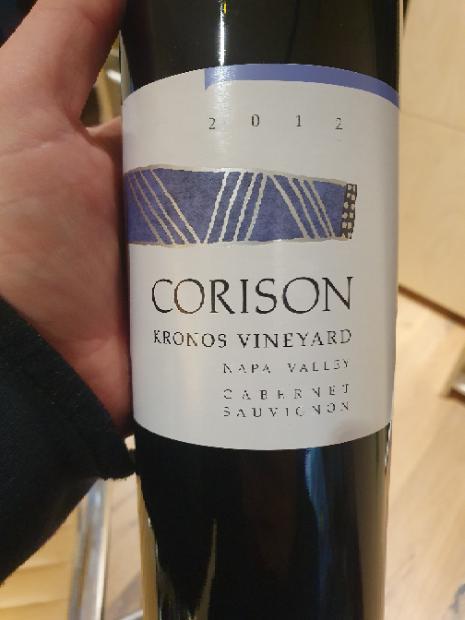 2012
CORISON
KRONOS VINEYARD
NAPA VALLEY
CABERNET
SAUVIGNON